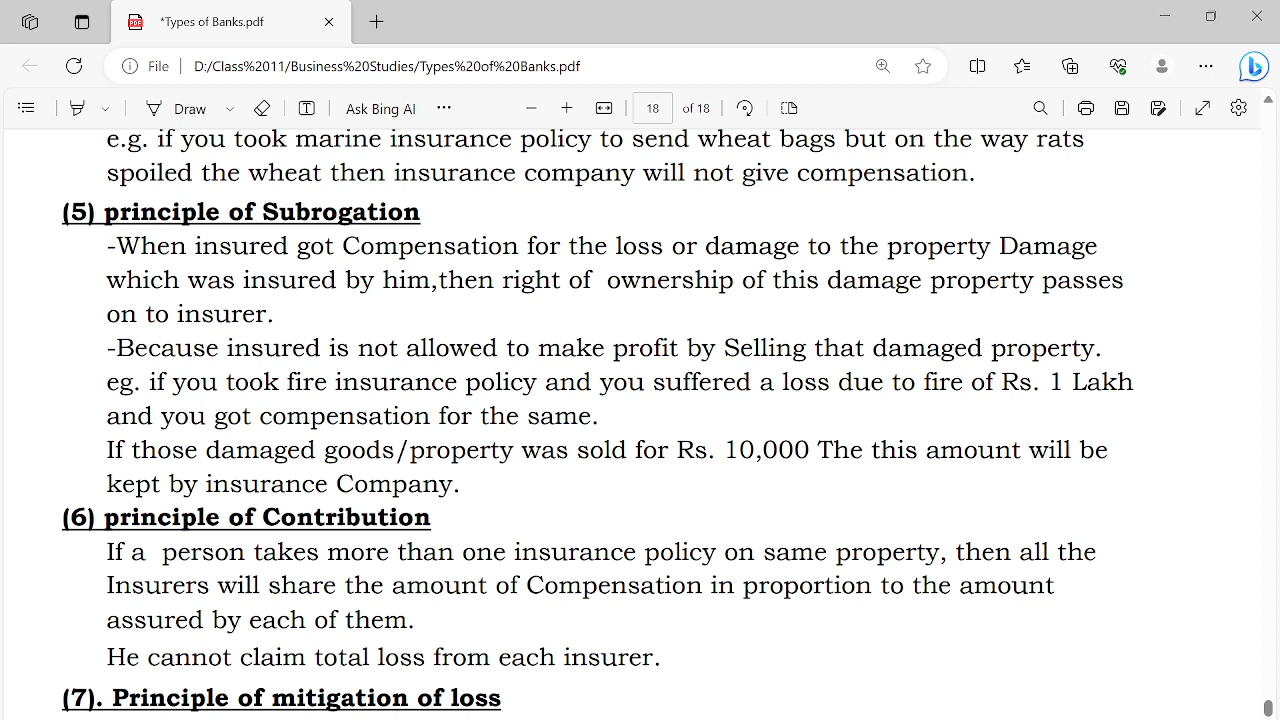 *Types of Banks.pdf
File
D:/Class%2011/Business%20Studies/Types%20of%20Banks.pdf
Draw
Ask Bing AI
18
of 18
e.g. if you took marine insurance policy to send wheat bags but on the way rats
spoiled the wheat then insurance company will not give compensation.
(5) principle of Subrogation
-When insured got Compensation for the loss or damage to the property Damage
which was insured by him,then right of ownership of this damage property passes
on to insurer.
-Because insured is not allowed to make profit by Selling that damaged property.
eg. if you took fire insurance policy and you suffered a loss due to fire of Rs. 1 Lakh
and you got compensation for the same.
If those damaged goods/property was sold for Rs. 10,000 The this amount will be
kept by insurance Company.
(6) principle of Contribution
If a person takes more than one insurance policy on same property, then all the
Insurers will share the amount of Compensation in proportion to the amount
assured by each of them.
He cannot claim total loss from each insurer.
(7). Principle of mitigation of loss